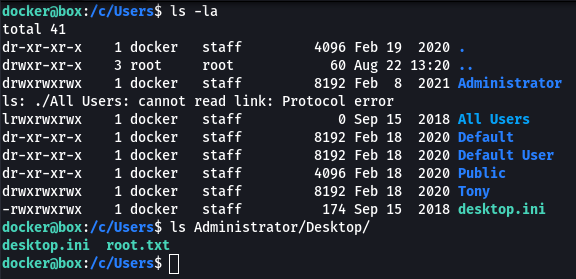 docker@box:/c/Users$ ls -la
total 41
dr-xr-xr-x    1 docker   staff         4096 Feb 19  2020 .
drwxr-xr-x    3 root     root            60 Aug 22 13:20 ..
drwxrwxrwx    1 docker   staff         8192 Feb  8  2021 Administrator
ls: ./All Users: cannot read link: Protocol error
lrwxrwxrwx    1 docker   staff            0 Sep 15  2018 All Users
dr-xr-xr-x    1 docker   staff         8192 Feb 18  2020 Default
dr-xr-xr-x    1 docker   staff         8192 Feb 18  2020 Default User
dr-xr-xr-x    1 docker   staff         4096 Feb 18  2020 Public
drwxrwxrwx    1 docker   staff         8192 Feb 18  2020 Tony
-rwxrwxrwx    1 docker   staff          174 Sep 15  2018 desktop.ini
docker@box:/c/Users$ ls Administrator/Desktop/
desktop.ini  root.txt
docker@box:/c/Users$